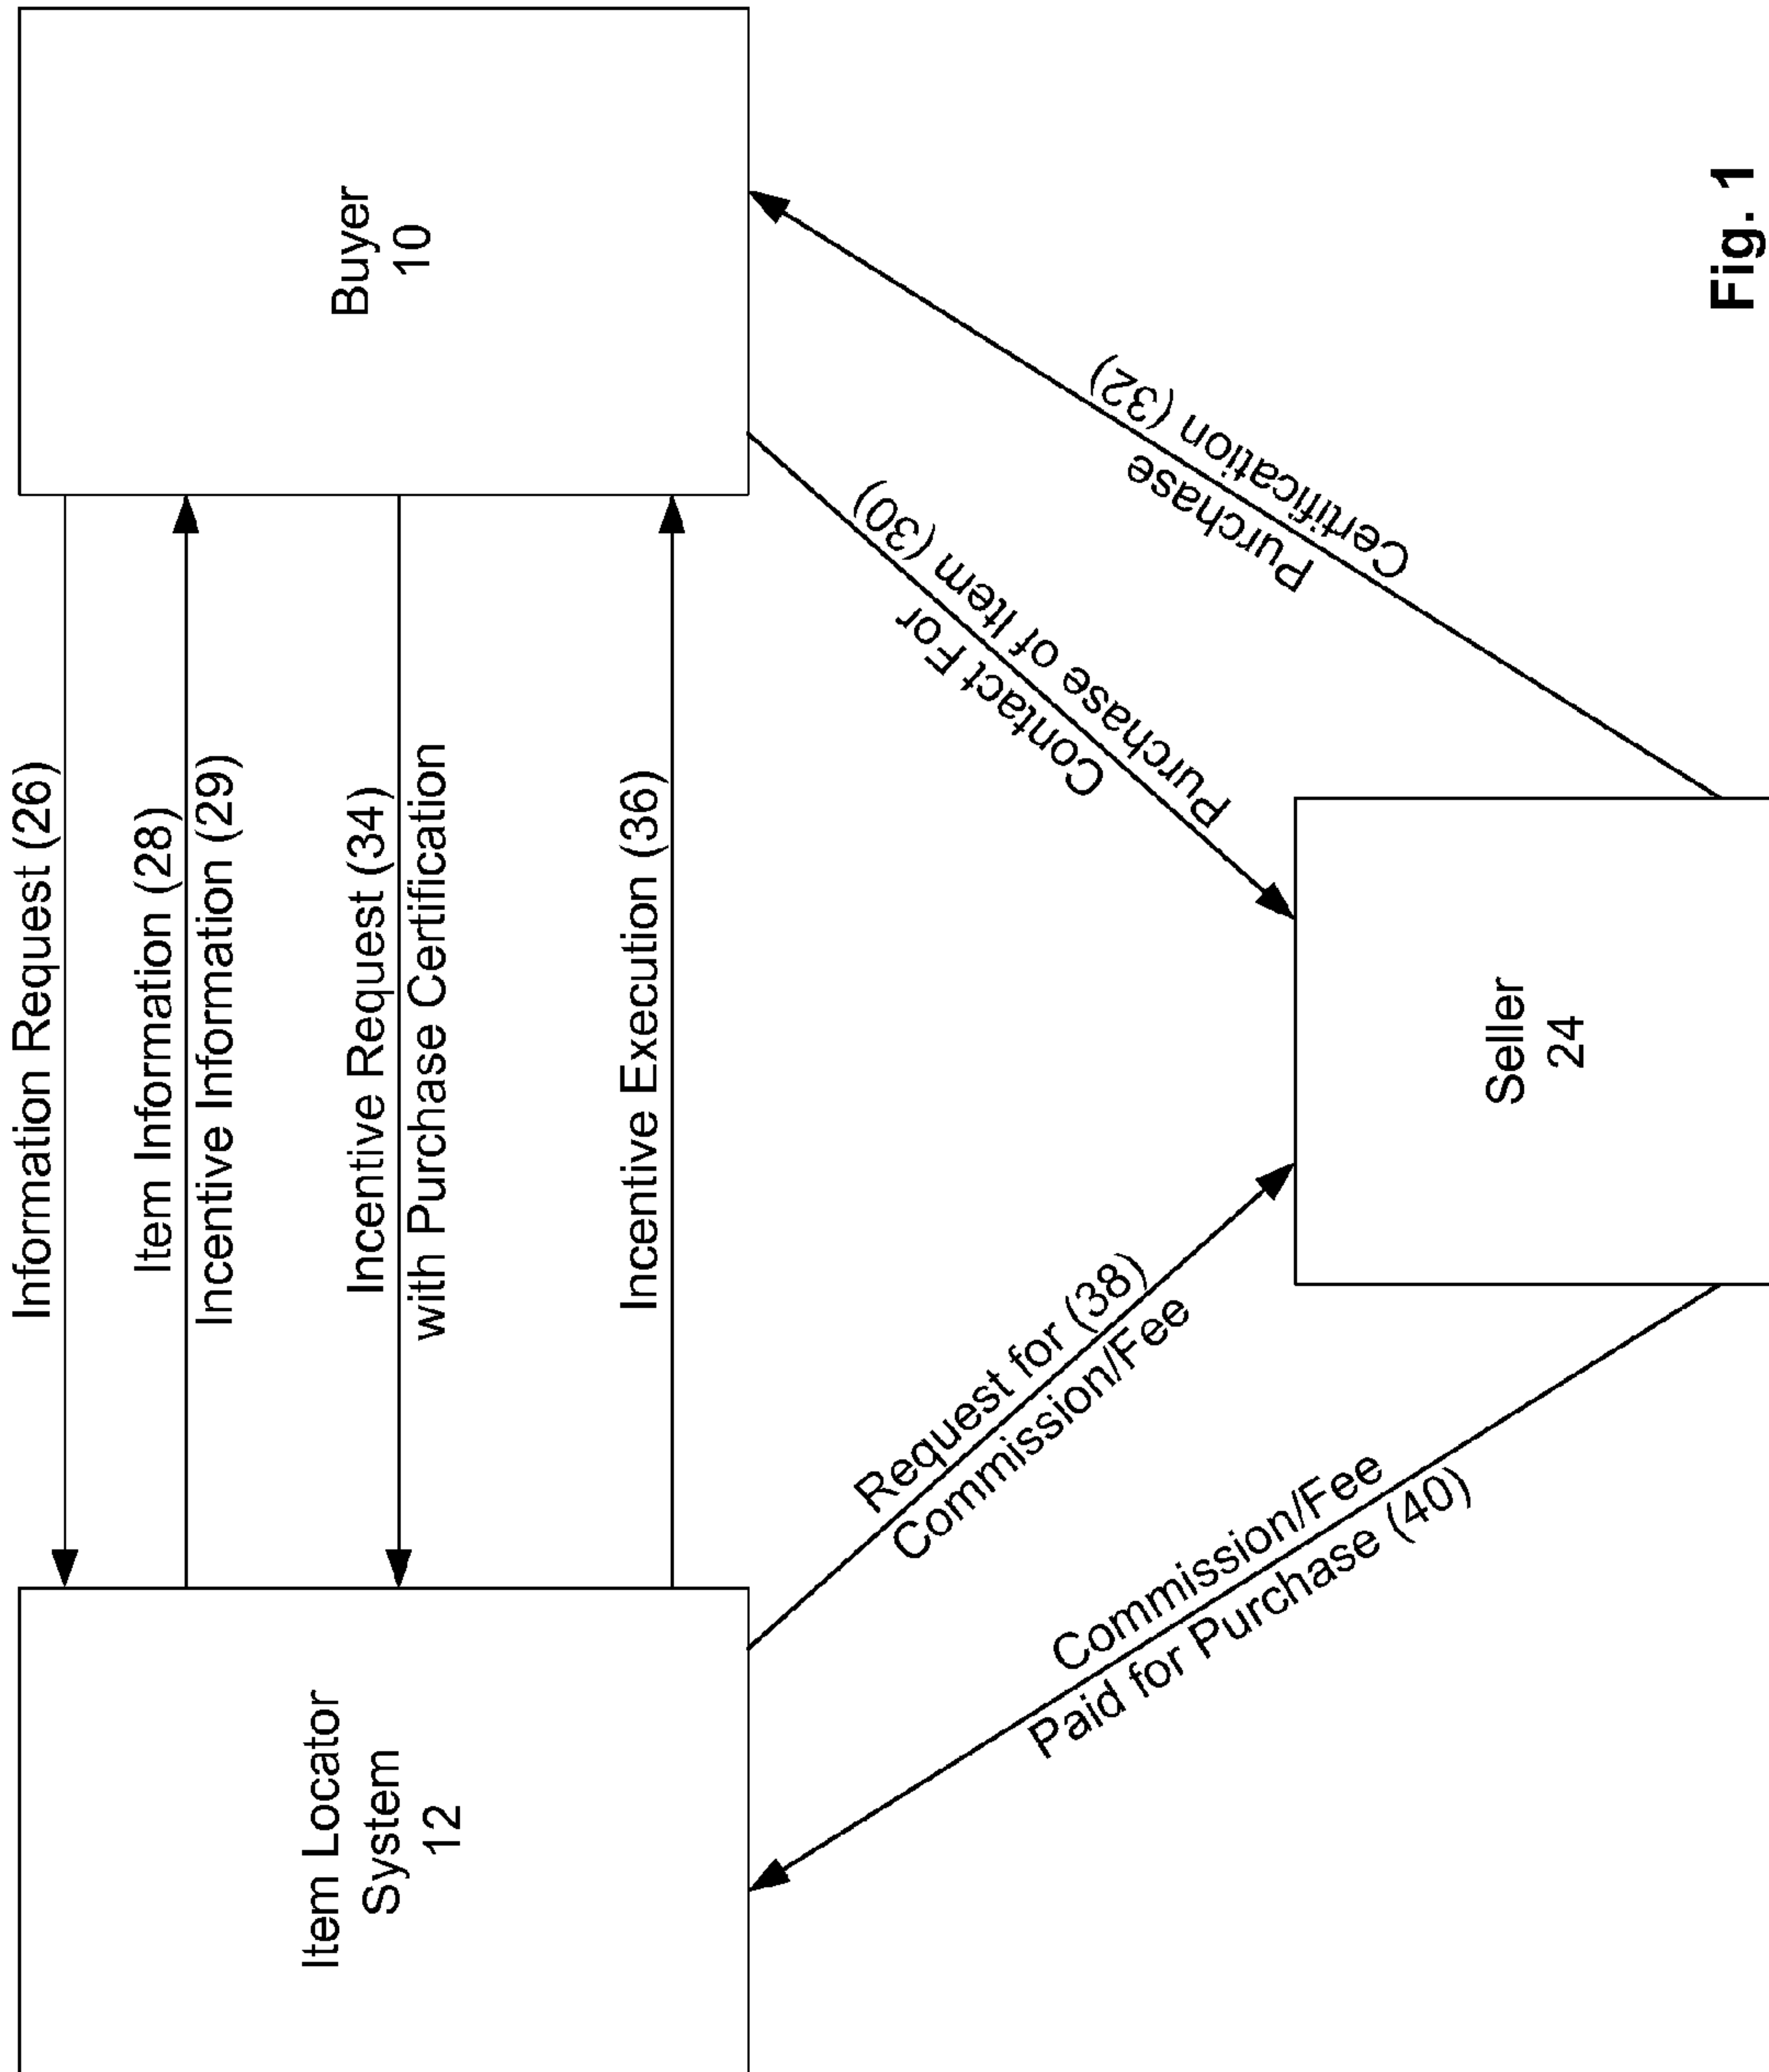 Item Locator
System
12
Information Request (26)
Item Information (28)
Incentive Information (29)
Incentive Request (34)
with Purchase Certification
Incentive Execution (36)
Buyer
10
Request for (38)
Commission/Fee
Commission/Fee
Paid for Purchase (40)
Contact For
Purchase of Item (30)
Purchase
Certification (32)
Seller
24
Fig. 1